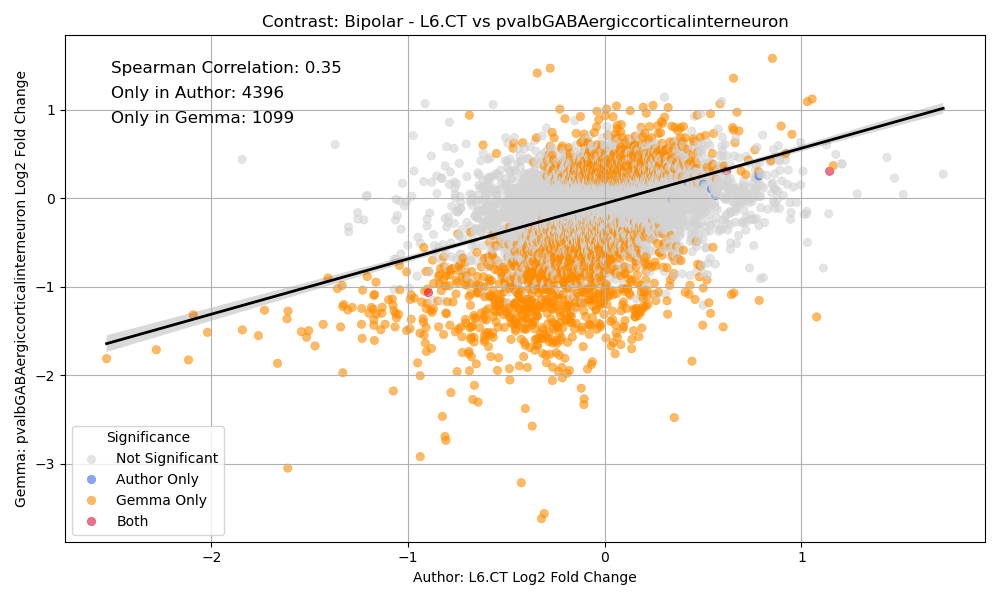 Contrast: Bipolar - L6.CT vs pvalbGABAergiccorticalinterneuron
Spearman Correlation: 0.35
Only in Author: 4396
Only in Gemma: 1099
Gemma: pvalbGABAergiccorticalinterneuron Log2 Fold Change
1
0
−1
−2
−3
Significance
Not Significant
Author Only
Gemma Only
Both
−2
−1
0
1
Author: L6.CT Log2 Fold Change